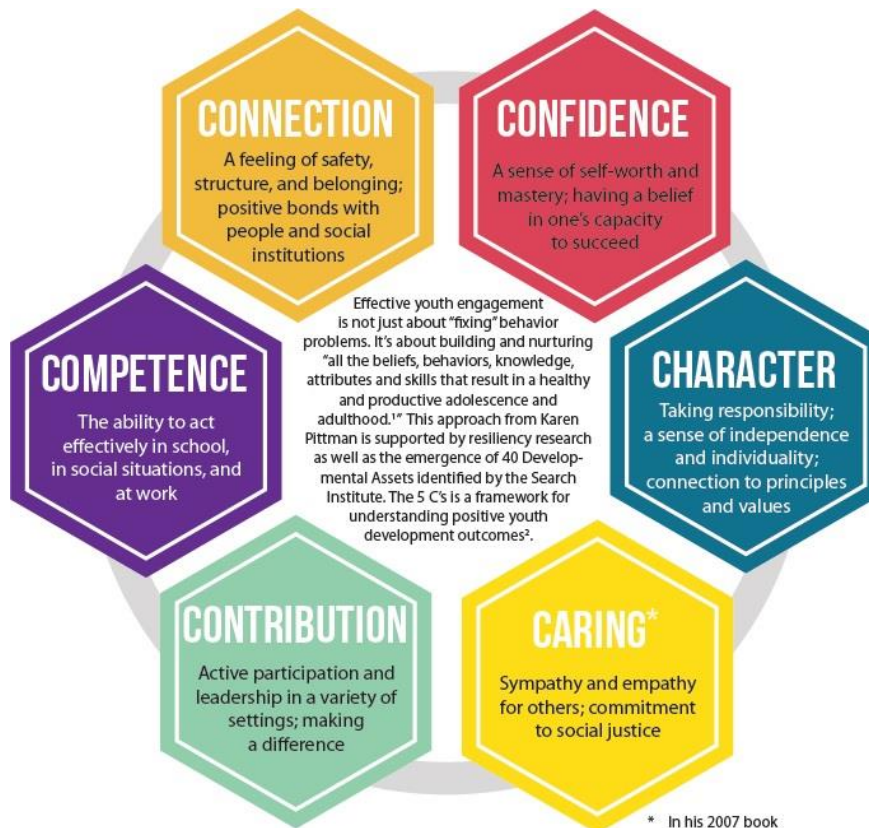 CONNECTION
A feeling of safety,
structure, and belonging;
positive bonds with
people and social
institutions
CONFIDENCE
A sense of self-worth and
mastery; having a belief
in one's capacity
to succeed
COMPETENCE
The ability to act
effectively in school,
in social situations, and
at work
Effective youth engagement
is not just about "fixing" behavior
problems. It's about building and nurturing
"all the beliefs, behaviors, knowledge,
attributes and skills that result in a healthy
and productive adolescence and
adulthood.¹" This approach from Karen
Pittman is supported by resiliency research
as well as the emergence of 40 Develop-
mental Assets identified by the Search
Institute. The 5 C's is a framework for
understanding positive youth
development outcomes².
CHARACTER
Taking responsibility;
a sense of independence
and individuality;
connection to principles
and values
CONTRIBUTION
Active participation and
leadership in a variety of
settings; making
a difference
CARING*
Sympathy and empathy
for others; commitment
to social justice
* In his 2007 book